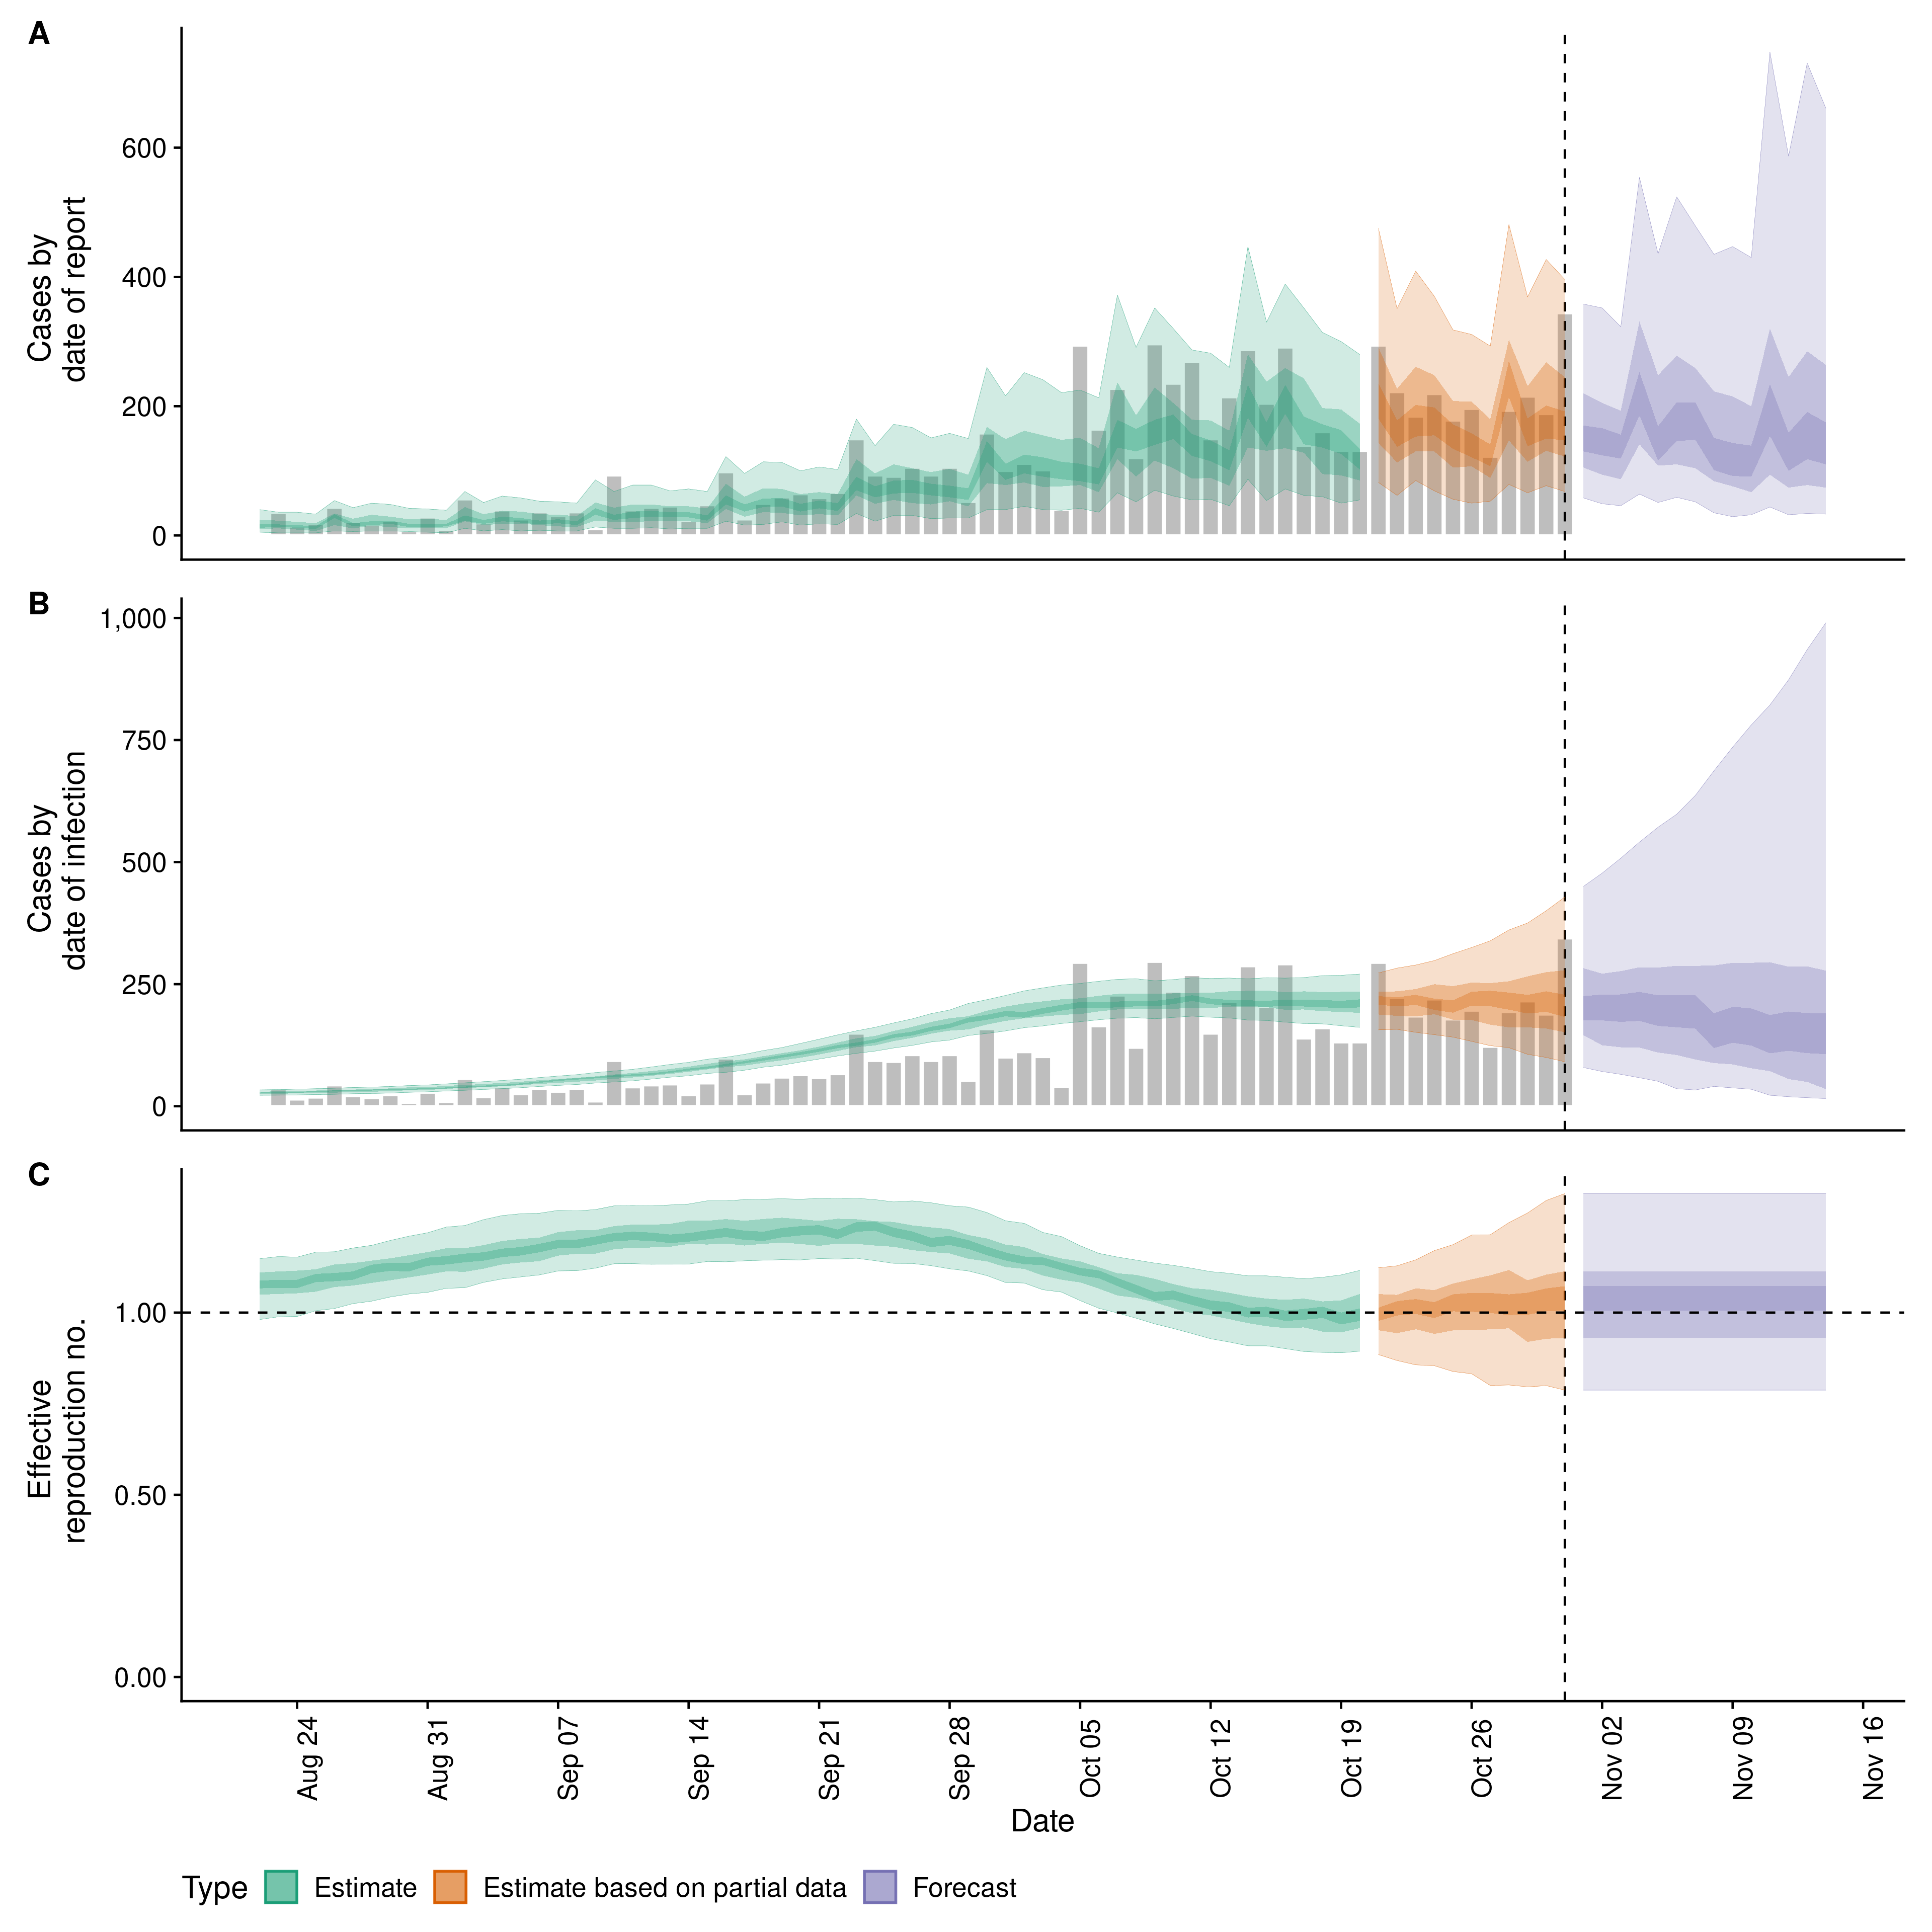 A
600
400
200
0
Cases by
date of report
B
1,000
750
500
250
0
Cases by
date of infection
C
1.00
0.50
0.00
Effective
reproduction no.
Aug 24
Aug 31
Sep 07
Sep 14
Sep 21
Sep 28
Oct 05
Oct 12
Oct 19
Oct 26
Nov 02
Nov 09
Nov 16
Date
Type Estimate Estimate based on partial data Forecast